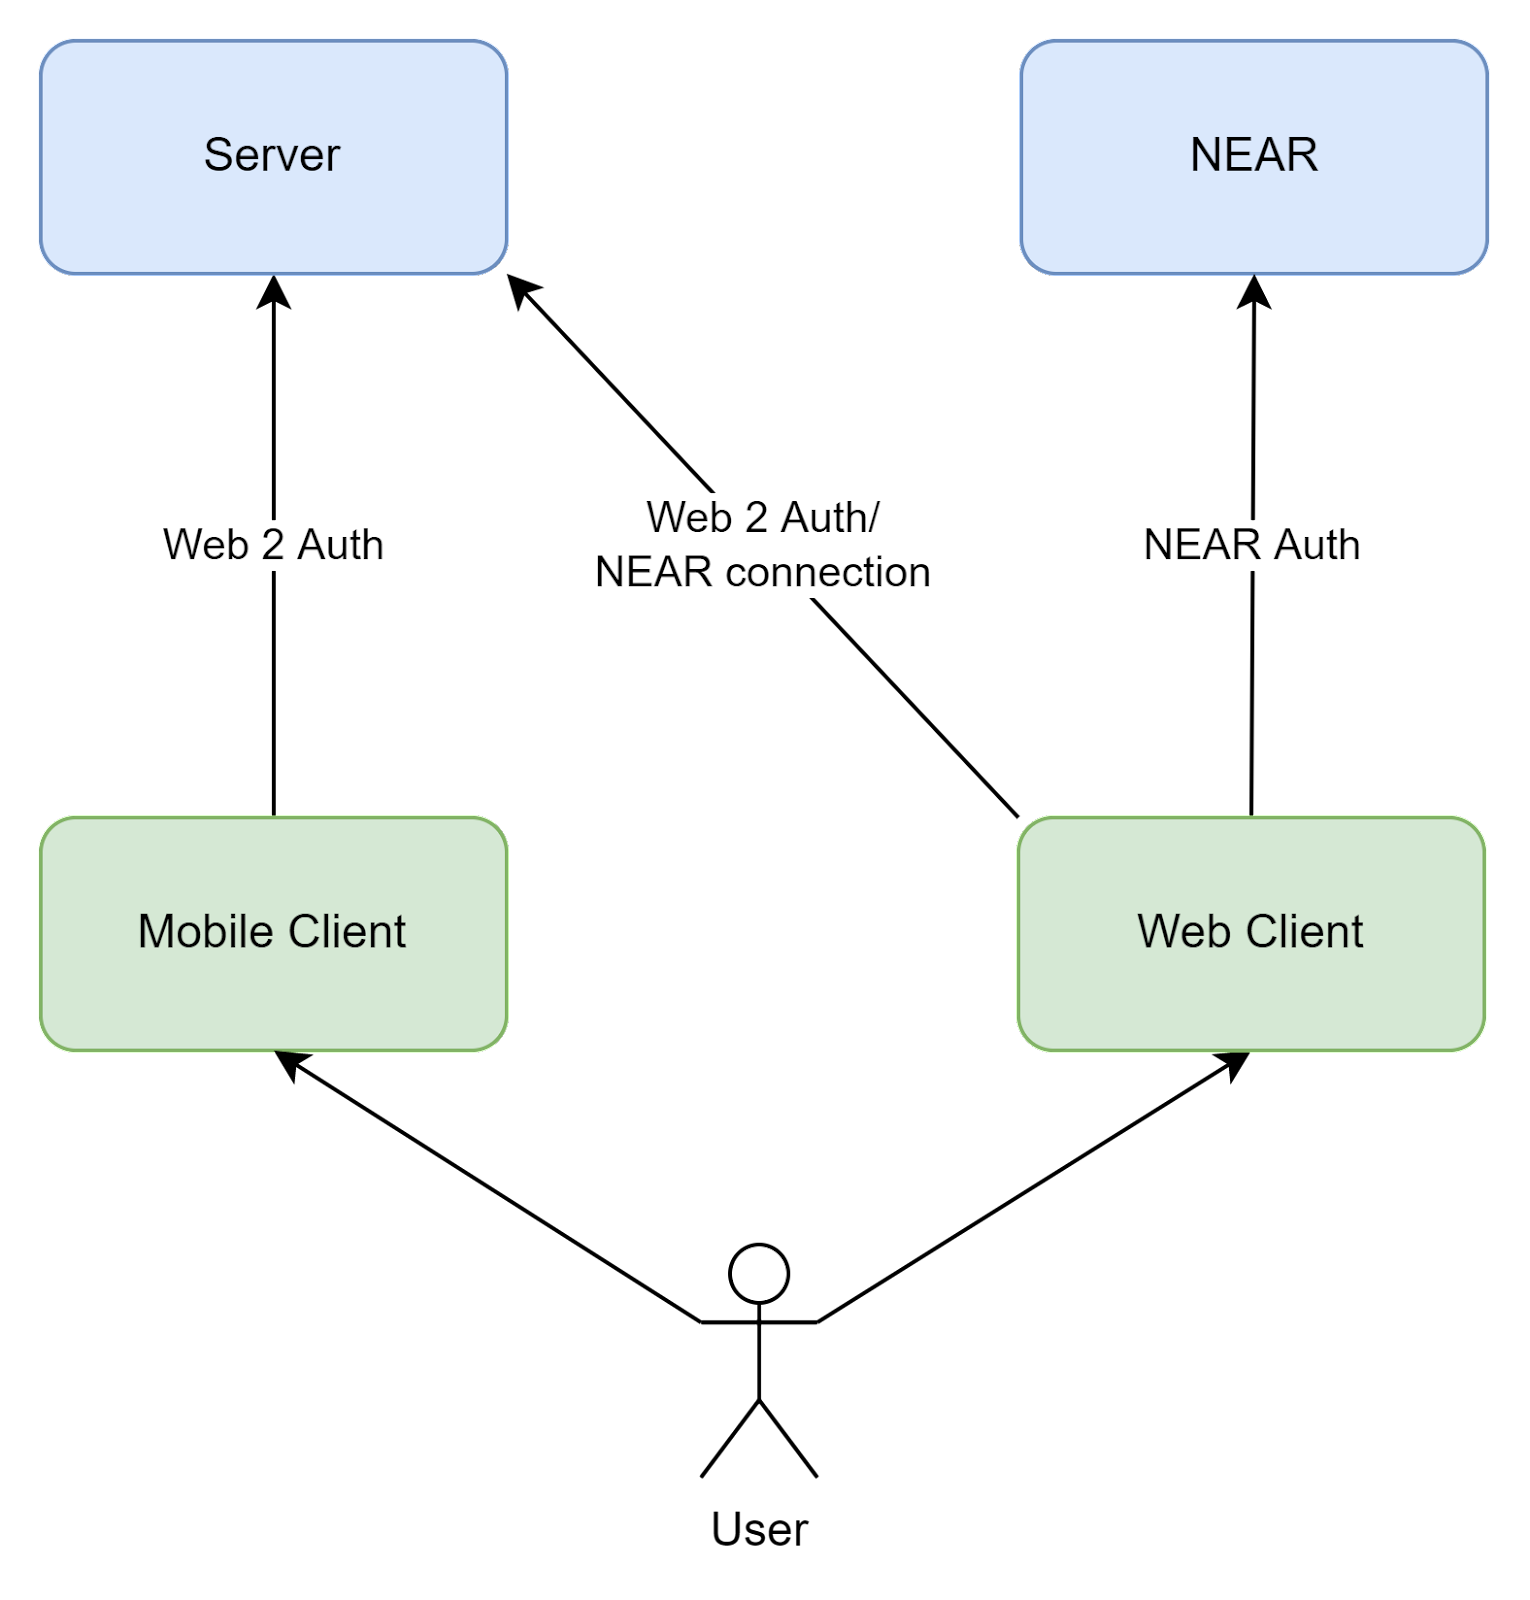 Server
NEAR
Web 2 Auth
Web 2 Auth/
NEAR connection
NEAR Auth
Mobile Client
Web Client
User